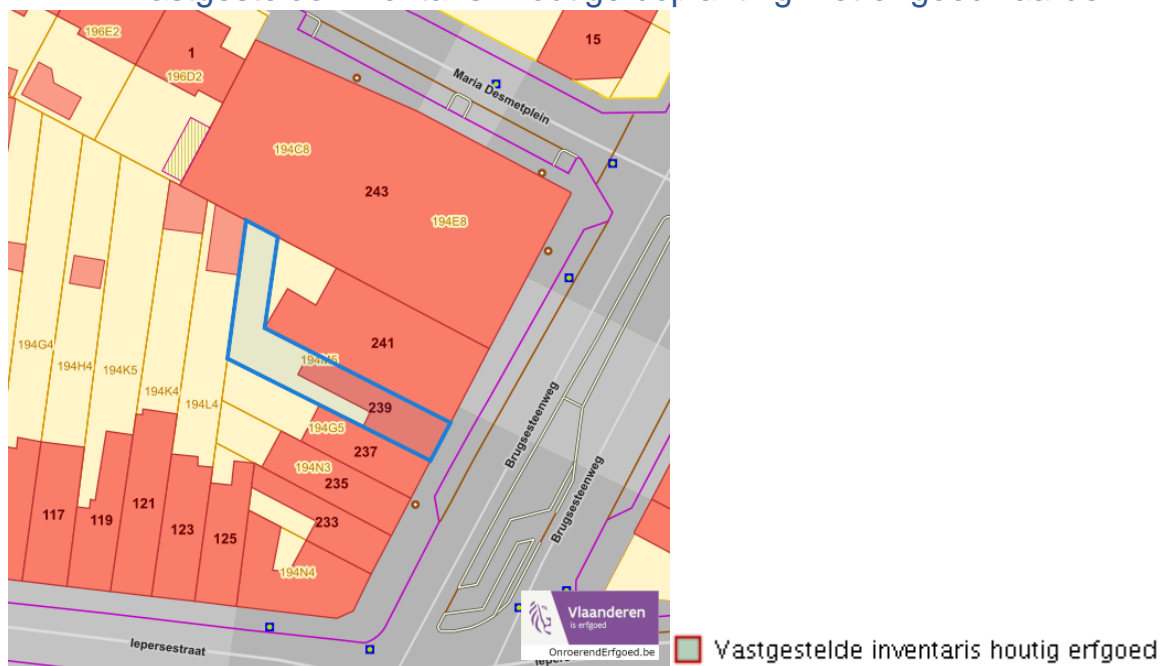 196E2
1
15
196D2
Maria Desmetplein
194C8
243
194E8
241
194G4
194M5
194H4
194K5
194K4
194L4
239
194G5
237
194N3
235
233
Brugsesteenweg
Brugsesteenweg
117
119
121
123
125
194N4
Vlaanderen
is erfgoed
OnroerendErfgoed.be
Iepersestraat
Vastgestelde inventaris houtig erfgoed